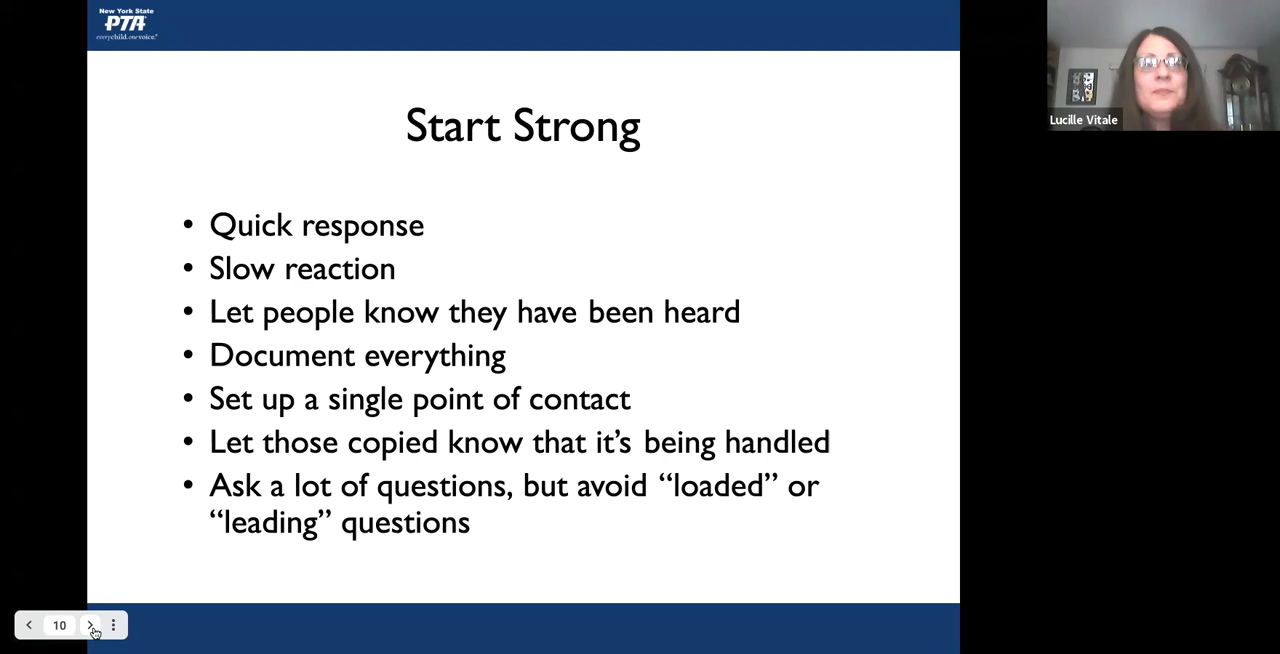 New York State
PTA
everychild.onevoice.®
Start Strong
• Quick response
• Slow reaction
• Let people know they have been heard
• Document everything
• Set up a single point of contact
• Let those copied know that it’s being handled
• Ask a lot of questions, but avoid “loaded” or
“leading” questions
Lucille Vitale
10